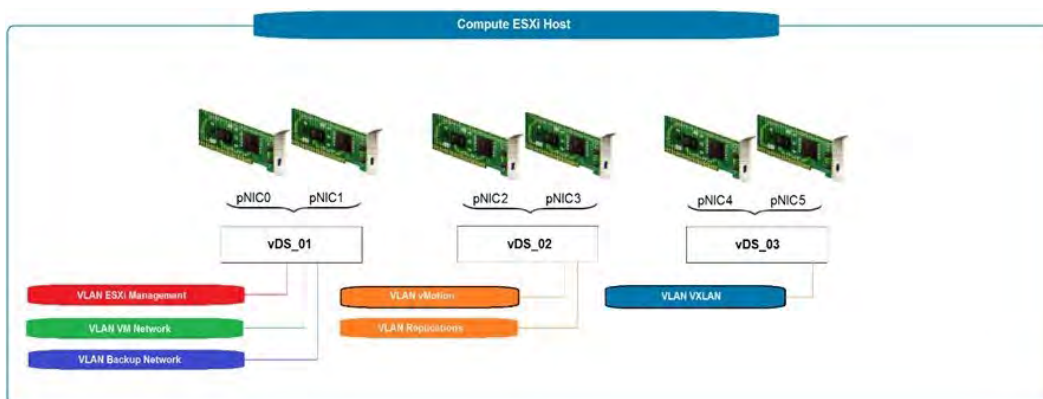 Compute ESXi Host
pNIC0 pNIC1 pNIC2 pNIC3 pNIC4 pNIC5
vDS_01 vDS_02 vDS_03
VLAN ESXi Management VLAN vMotion VLAN VXLAN
VLAN VM Network VLAN Replications
VLAN Backup Network